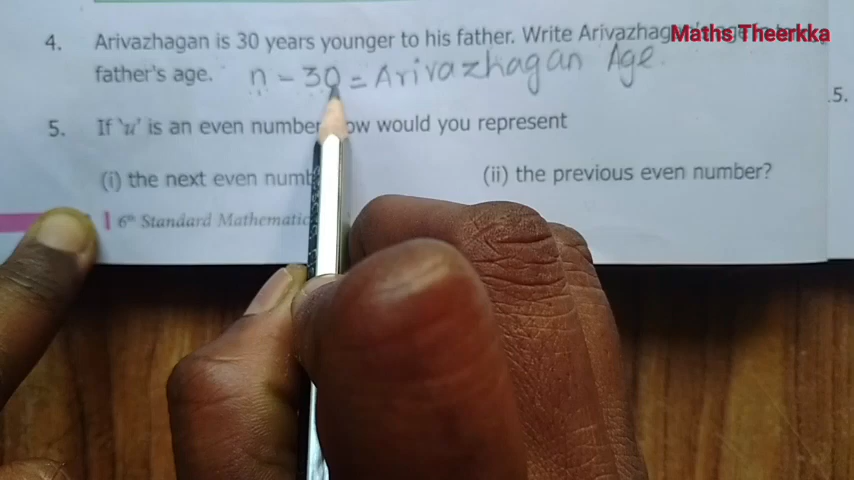 4. Arivazhagan is 30 years younger to his father. Write Arivazhag
Maths Theerkka
father's age. n - 30 = Arivazhagan Age.
.5.
5. If 'u' is an even number how would you represent
(i) the next even numb (ii) the previous even number?
6th Standard Mathematic